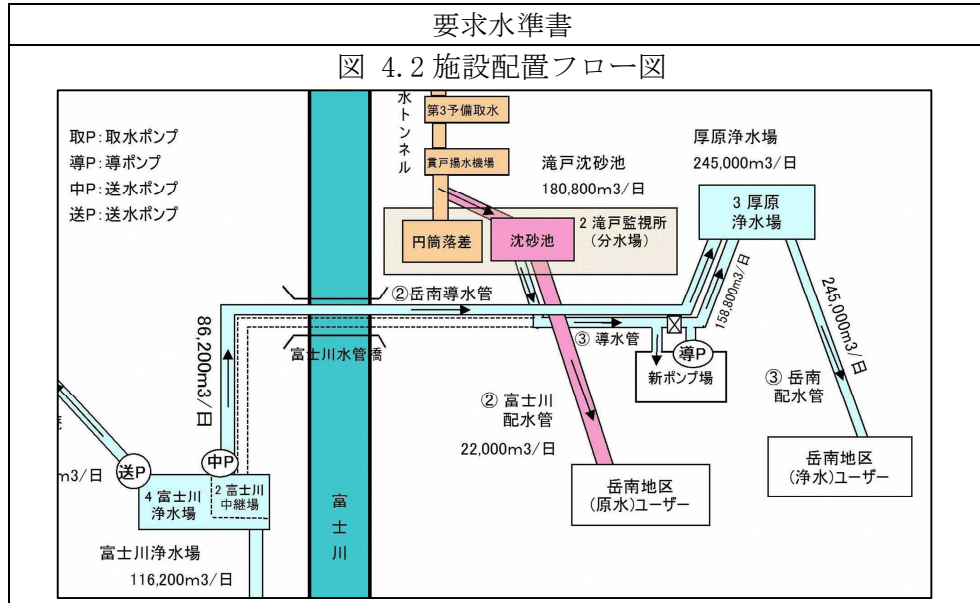 要求水準書
図 4.2 施設配置フロー図
取P:取水ポンプ
導P:導ポンプ
中P:送水ポンプ
送P:送水ポンプ
水トンネル
第3予備取水
貫戸揚水機場
円筒落差
滝戸沈砂池
180,800m3/日
沈砂池
2 滝戸監視所
(分水場)
厚原浄水場
245,000m3/日
3 厚原
浄水場
②岳南導水管
86,200m3/日
富士川水管橋
③ 導水管
158,800m3/日
導P
新ポンプ場
245,000m3/日
③ 岳南
配水管
② 富士川
配水管
22,000m3/日
岳南地区
(原水)ユーザー
岳南地区
(浄水)ユーザー
m3/日
送P
中P
4 富士川
浄水場
2 富士川
中継場
富士川
富士川浄水場
116,200m3/日